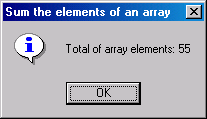 Sum the elements of an array
Total of array elements: 55
OK